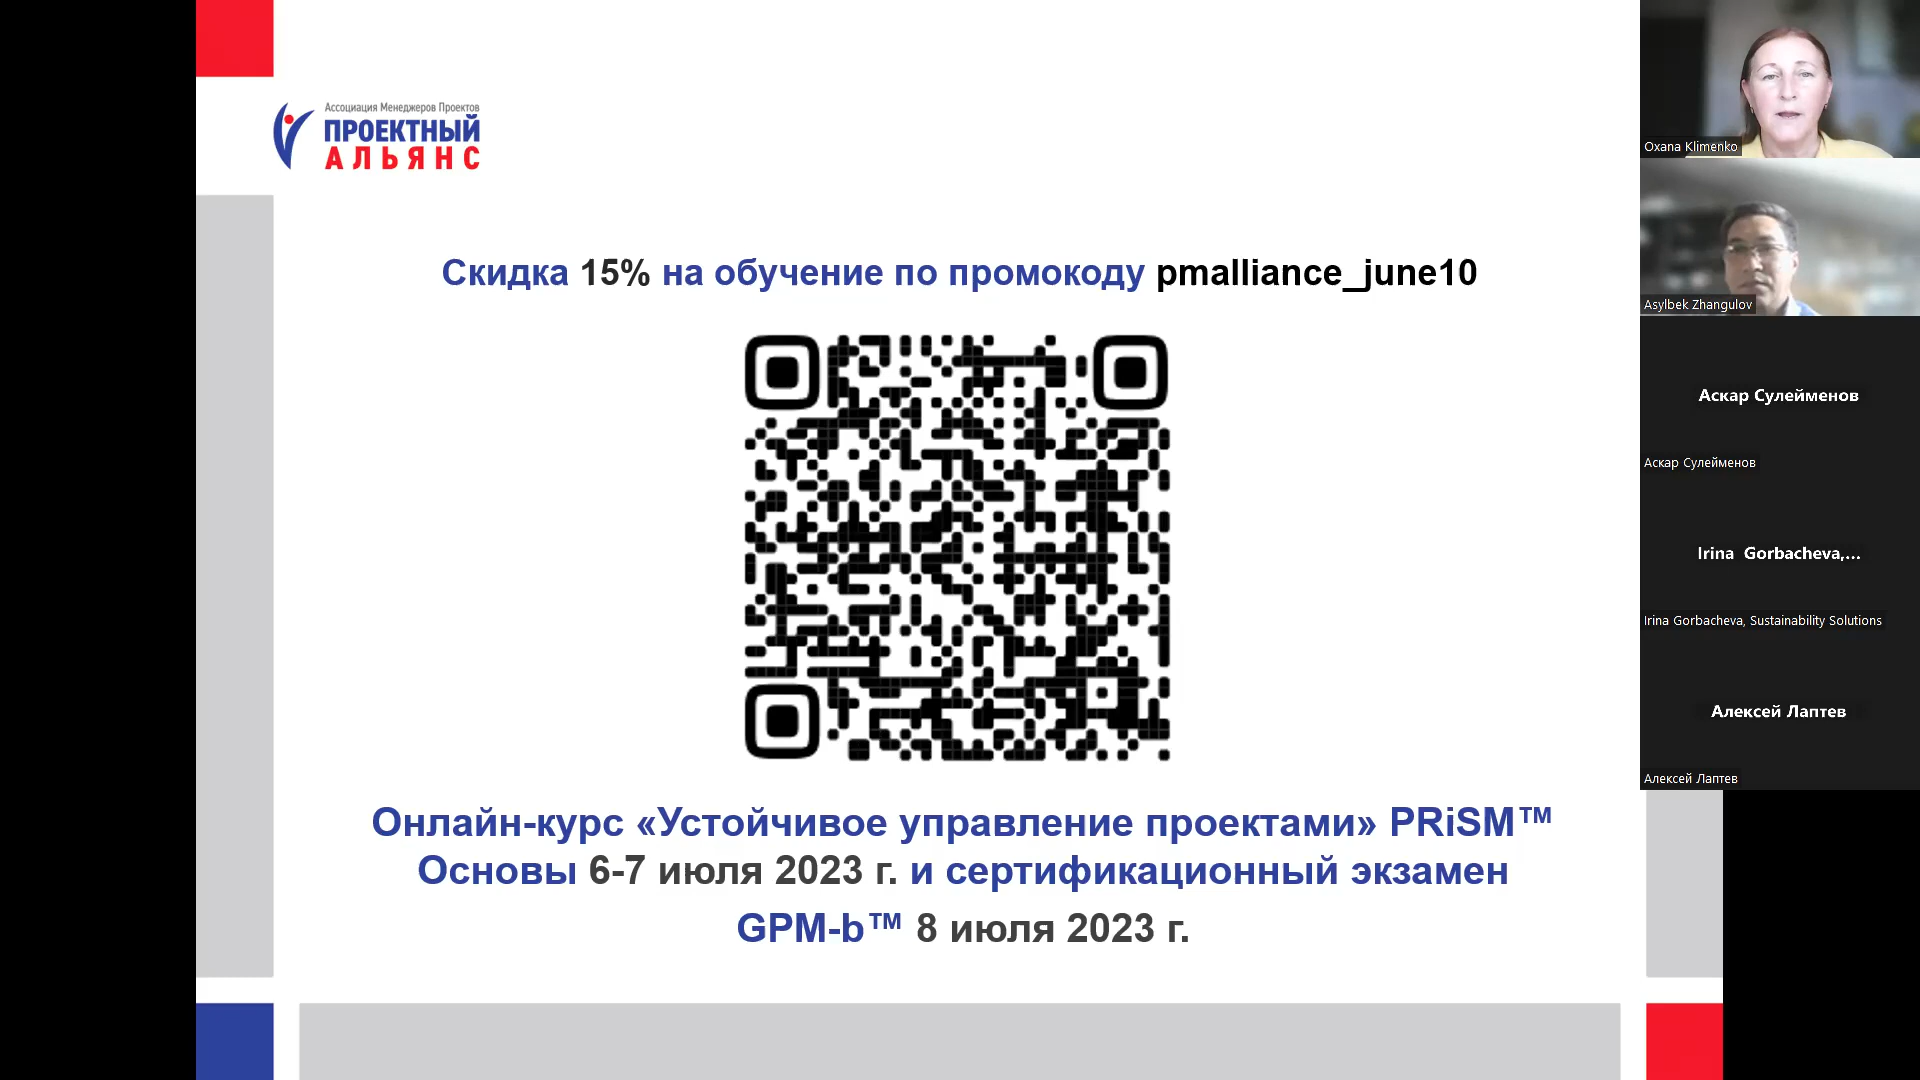 Ассоциация Менеджеров Проектов
ПРОЕКТНЫЙ
АЛЬЯНС
Скидка 15% на обучение по промокоду pmalliance_june10
Онлайн-курс «Устойчивое управление проектами» PRiSM™
Основы 6-7 июля 2023 г. и сертификационный экзамен
GPM-b™ 8 июля 2023 г.
Oxana Klimenko
Asylbek Zhangulov
Аскар Сулейменов
Аскар Сулейменов
Irina Gorbacheva,...
Irina Gorbacheva, Sustainability Solutions
Алексей Лаптев
Алексей Лаптев